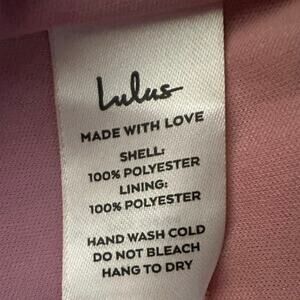 Lulus
MADE WITH LOVE
SHELL:
100% POLYESTER
LINING:
100% POLYESTER
HAND WASH COLD
DO NOT BLEACH
HANG TO DRY